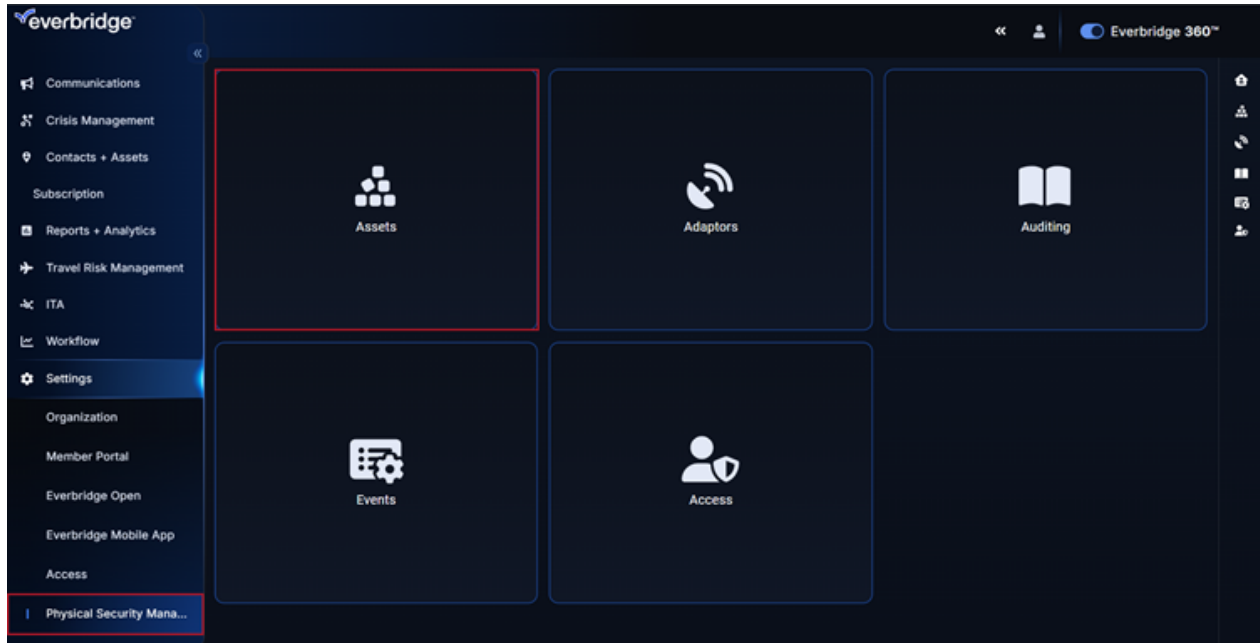 everbridge
Everbridge 360™
Communications
Crisis Management
Contacts + Assets
Subscription
Reports + Analytics
Travel Risk Management
ITA
Workflow
Settings
Organization
Member Portal
Everbridge Open
Everbridge Mobile App
Access
Physical Security Mana...
Assets
Adaptors
Auditing
Events
Access